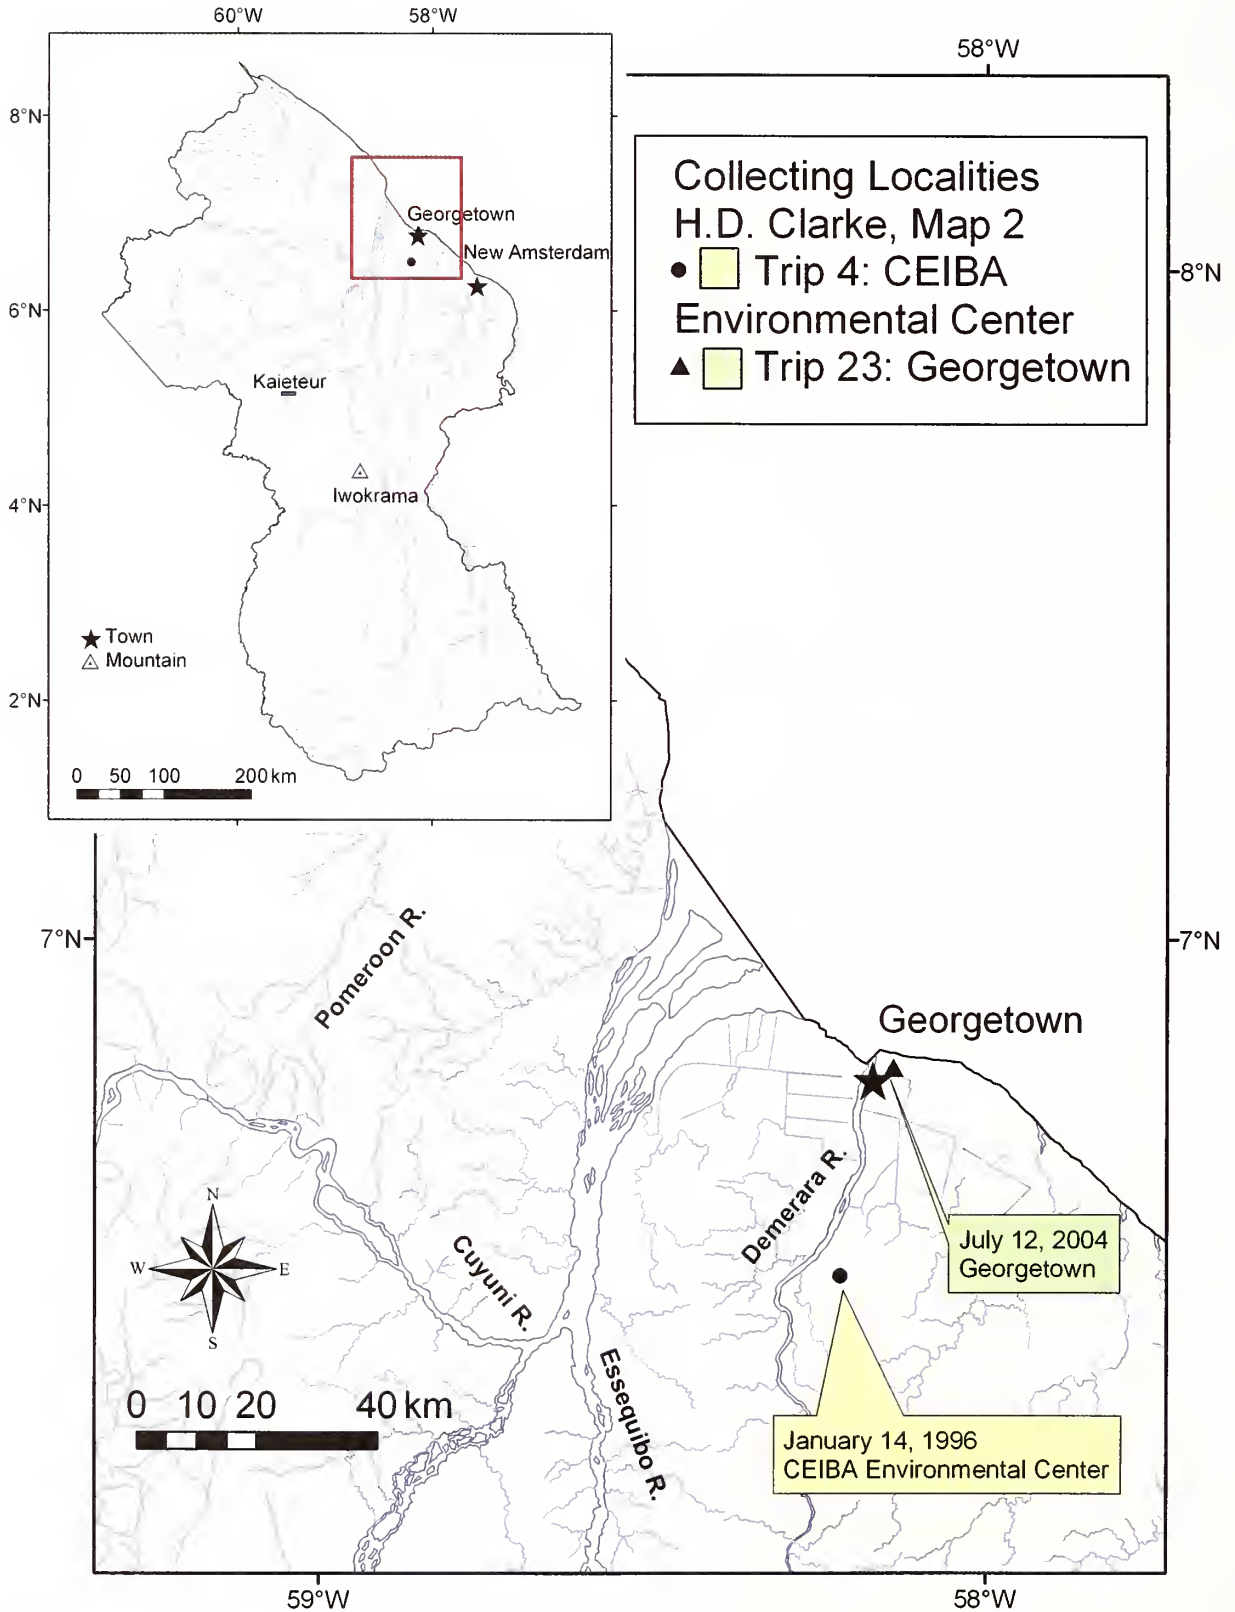 60°W 58°W
58°W
8°N
6°N
4°N
2°N
Georgetown
New Amsterdam
Kaieteur
Iwokrama
Town
Mountain
0 50 100 200 km
Collecting Localities
H.D. Clarke, Map 2
Trip 4: CEIBA
Environmental Center
Trip 23: Georgetown
8°N
7°N
7°N
Pomeroon R.
Georgetown
Demerara R.
Cuyuni R.
Essequibo R.
N
W E
S
July 12, 2004
Georgetown
0 10 20 40 km
January 14, 1996
CEIBA Environmental Center
59°W 58°W